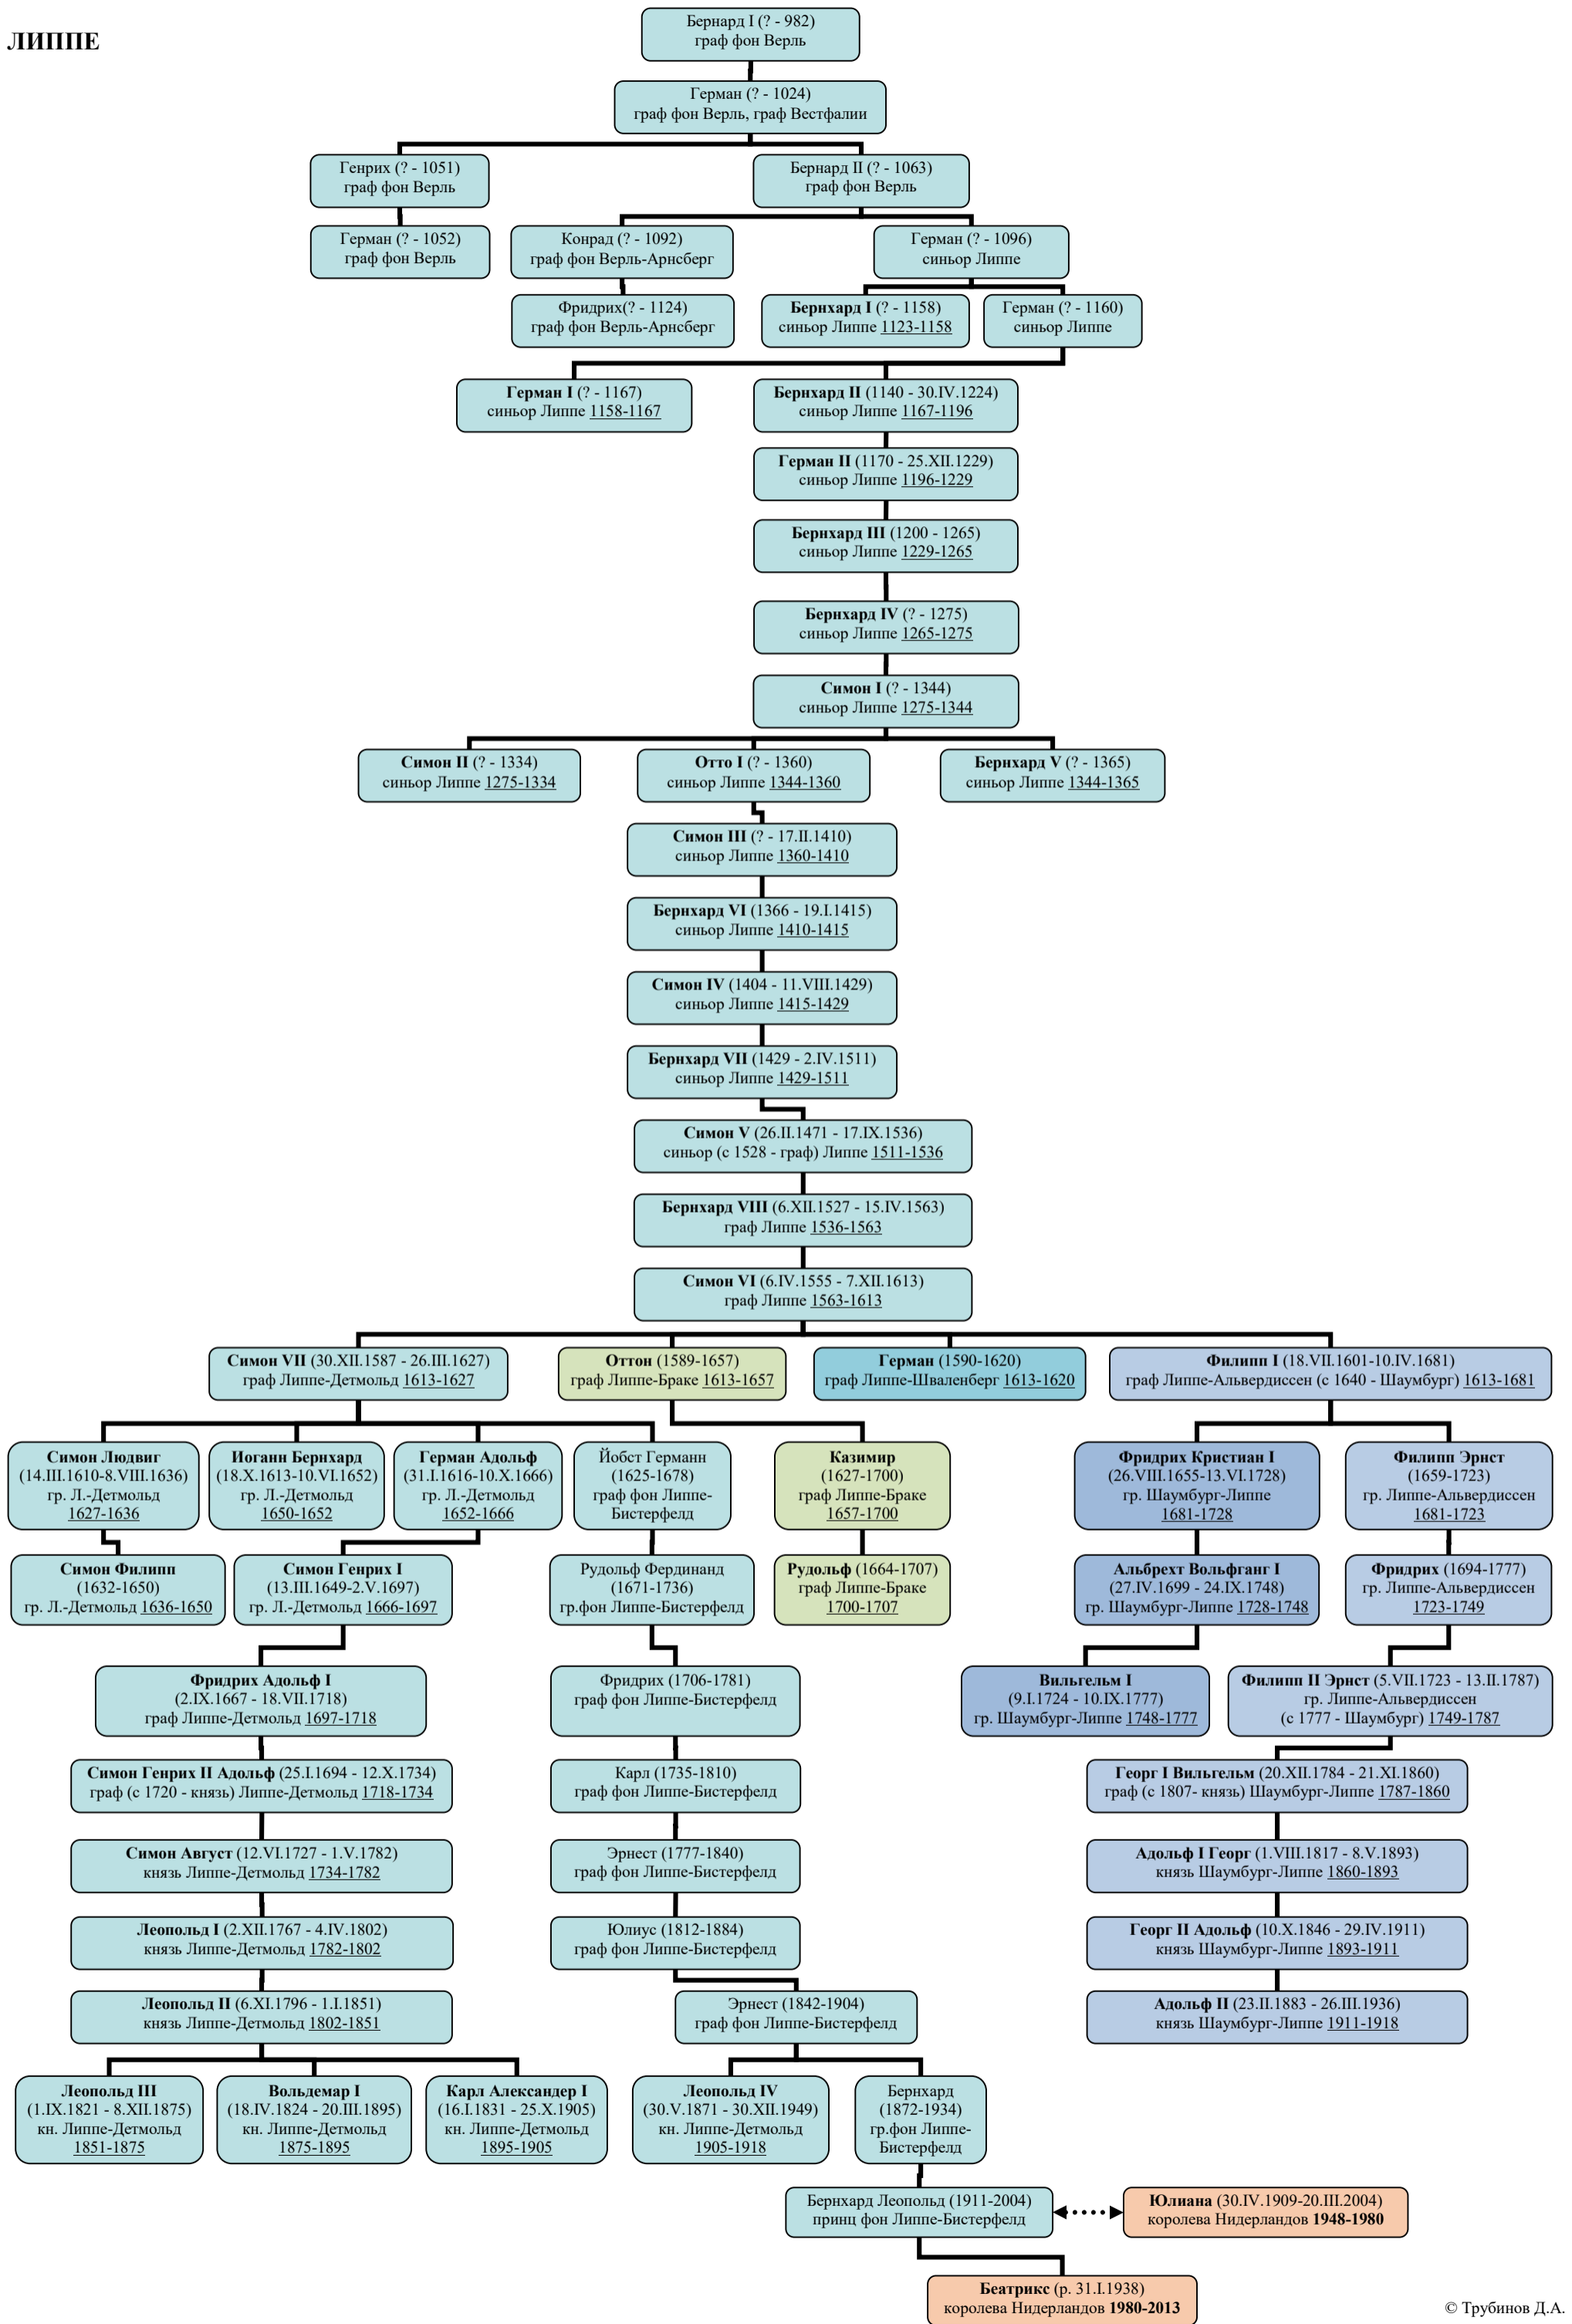 ЛИППЕ
Бернард I (? - 982)
граф фон Верль
Герман (? - 1024)
граф фон Верль, граф Вестфалии
Генрих (? - 1051)
граф фон Верль
Бернард II (? - 1063)
граф фон Верль
Герман (? - 1052)
граф фон Верль
Конрад (? - 1092)
граф фон Верль-Арнсберг
Герман (? - 1096)
синьор Липпе
Фридрих(? - 1124)
граф фон Верль-Арнсберг
Бернхард I (? - 1158)
синьор Липпе 1123-1158
Герман (? - 1160)
синьор Липпе
Герман I (? - 1167)
синьор Липпе 1158-1167
Бернхард II (1140 - 30.IV.1224)
синьор Липпе 1167-1196
Герман II (1170 - 25.XII.1229)
синьор Липпе 1196-1229
Бернхард III (1200 - 1265)
синьор Липпе 1229-1265
Бернхард IV (? - 1275)
синьор Липпе 1265-1275
Симон I (? - 1344)
синьор Липпе 1275-1344
Симон II (? - 1334)
синьор Липпе 1275-1334
Отто I (? - 1360)
синьор Липпе 1344-1360
Бернхард V (? - 1365)
синьор Липпе 1344-1365
Симон III (? - 17.II.1410)
синьор Липпе 1360-1410
Бернхард VI (1366 - 19.I.1415)
синьор Липпе 1410-1415
Симон IV (1404 - 11.VIII.1429)
синьор Липпе 1415-1429
Бернхард VII (1429 - 2.IV.1511)
синьор Липпе 1429-1511
Симон V (26.II.1471 - 17.IX.1536)
синьор (с 1528 - граф) Липпе 1511-1536
Бернхард VIII (6.XII.1527 - 15.IV.1563)
граф Липпе 1536-1563
Симон VI (6.IV.1555 - 7.XII.1613)
граф Липпе 1563-1613
Симон VII (30.XII.1587 - 26.III.1627)
граф Липпе-Детмольд 1613-1627
Оттон (1589-1657)
граф Липпе-Браке 1613-1657
Герман (1590-1620)
граф Липпе-Шваленберг 1613-1620
Филипп I (18.VII.1601-10.IV.1681)
граф Липпе-Альвердиссен (с 1640 - Шаумбург) 1613-1681
Симон Людвиг
(14.III.1610-8.VIII.1636)
гр. Л.-Детмольд
1627-1636
Иоганн Бернхард
(18.X.1613-10.VI.1652)
гр. Л.-Детмольд
1650-1652
Герман Адольф
(31.I.1616-10.X.1666)
гр. Л.-Детмольд
1652-1666
Йобст Германн
(1625-1678)
граф фон Липпе-
Бистерфелд
Казимир
(1627-1700)
граф Липпе-Браке
1657-1700
Фридрих Кристиан I
(26.VIII.1655-13.VI.1728)
гр. Шаумбург-Липпе
1681-1728
Филипп Эрнст
(1659-1723)
гр. Липпе-Альвердиссен
1681-1723
Симон Филипп
(1632-1650)
гр. Л.-Детмольд 1636-1650
Симон Генрих I
(13.III.1649-2.V.1697)
гр. Л.-Детмольд 1666-1697
Рудольф Фердинанд
(1671-1736)
гр.фон Липпе-Бистерфелд
Рудольф (1664-1707)
граф Липпе-Браке
1700-1707
Альбрехт Вольфганг I
(27.IV.1699 - 24.IX.1748)
гр. Шаумбург-Липпе 1728-1748
Фридрих (1694-1777)
гр. Липпе-Альвердиссен
1723-1749
Фридрих Адольф I
(2.IX.1667 - 18.VII.1718)
граф Липпе-Детмольд 1697-1718
Фридрих (1706-1781)
граф фон Липпе-Бистерфелд
Вильгельм I
(9.I.1724 - 10.IX.1777)
гр. Шаумбург-Липпе 1748-1777
Филипп II Эрнст (5.VII.1723 - 13.II.1787)
гр. Липпе-Альвердиссен
(с 1777 - Шаумбург) 1749-1787
Симон Генрих II Адольф (25.I.1694 - 12.X.1734)
граф (с 1720 - князь) Липпе-Детмольд 1718-1734
Карл (1735-1810)
граф фон Липпе-Бистерфелд
Георг I Вильгельм (20.XII.1784 - 21.XI.1860)
граф (с 1807- князь) Шаумбург-Липпе 1787-1860
Симон Август (12.VI.1727 - 1.V.1782)
князь Липпе-Детмольд 1734-1782
Эрнест (1777-1840)
граф фон Липпе-Бистерфелд
Адольф I Георг (1.VIII.1817 - 8.V.1893)
князь Шаумбург-Липпе 1860-1893
Леопольд I (2.XII.1767 - 4.IV.1802)
князь Липпе-Детмольд 1782-1802
Юлиус (1812-1884)
граф фон Липпе-Бистерфелд
Георг II Адольф (10.X.1846 - 29.IV.1911)
князь Шаумбург-Липпе 1893-1911
Леопольд II (6.XI.1796 - 1.I.1851)
князь Липпе-Детмольд 1802-1851
Эрнест (1842-1904)
граф фон Липпе-Бистерфелд
Адольф II (23.II.1883 - 26.III.1936)
князь Шаумбург-Липпе 1911-1918
Леопольд III
(1.IX.1821 - 8.XII.1875)
кн. Липпе-Детмольд
1851-1875
Вольдемар I
(18.IV.1824 - 20.III.1895)
кн. Липпе-Детмольд
1875-1895
Карл Александер I
(16.I.1831 - 25.X.1905)
кн. Липпе-Детмольд
1895-1905
Леопольд IV
(30.V.1871 - 30.XII.1949)
кн. Липпе-Детмольд
1905-1918
Бернхард
(1872-1934)
гр.фон Липпе-
Бистерфелд
Бернхард Леопольд (1911-2004)
принц фон Липпе-Бистерфелд
Юлиана (30.IV.1909-20.III.2004)
королева Нидерландов 1948-1980
Беатрикс (р. 31.I.1938)
королева Нидерландов 1980-2013
© Трубинов Д.А.